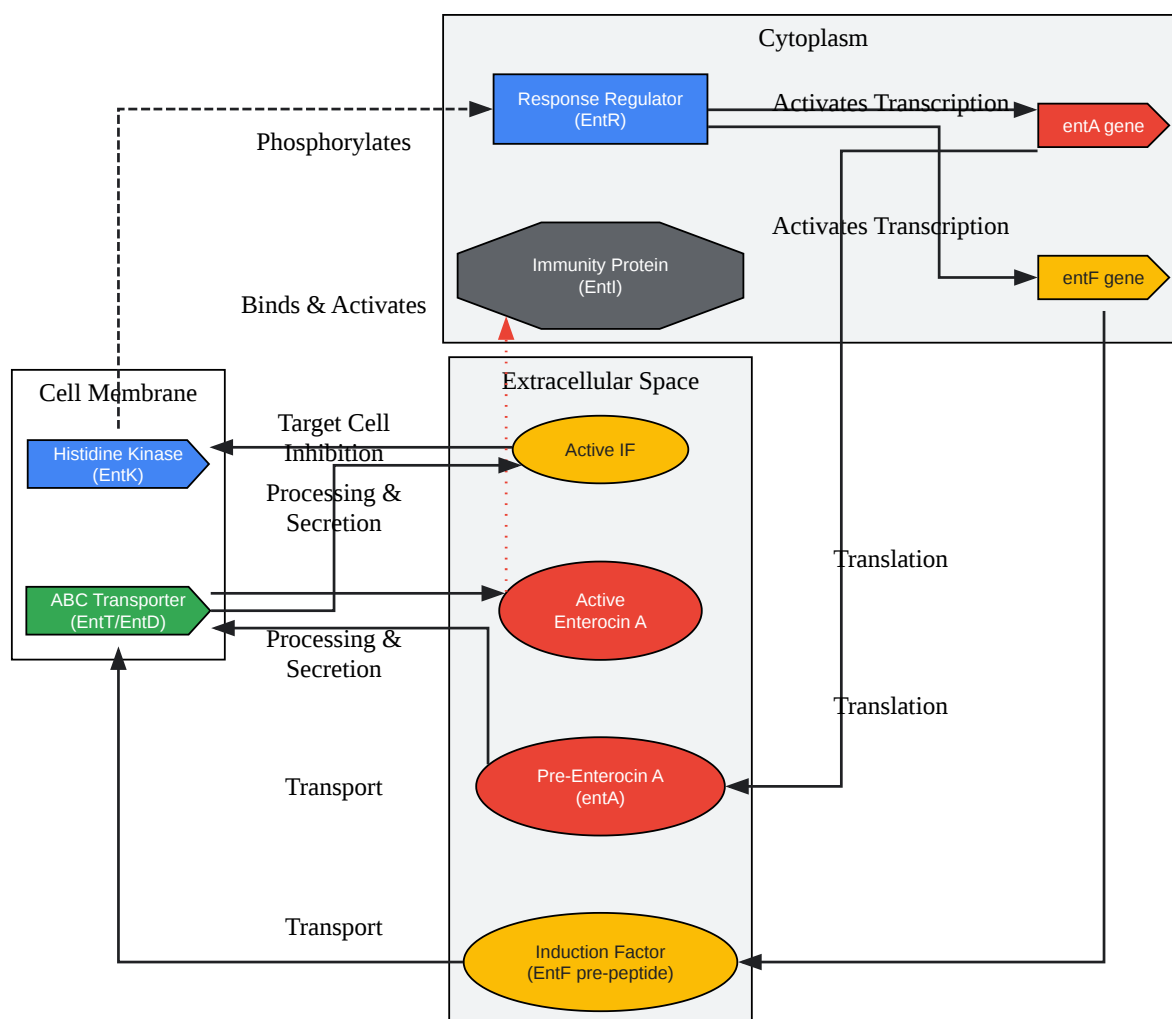 Cytoplasm
Response Regulator
(EntR)
Activates Transcription
entA gene
Phosphorylates
Activates Transcription
Immunity Protein
(EntI)
entF gene
Binds & Activates
Cell Membrane
Extracellular Space
Target Cell
Inhibition
Histidine Kinase
(EntK)
Active IF
Processing &
Secretion
Translation
ABC Transporter
(EntT/EntD)
Active
Enterocin A
Processing &
Secretion
Translation
Transport
Pre-Enterocin A
(entA)
Transport
Induction Factor
(EntF pre-peptide)